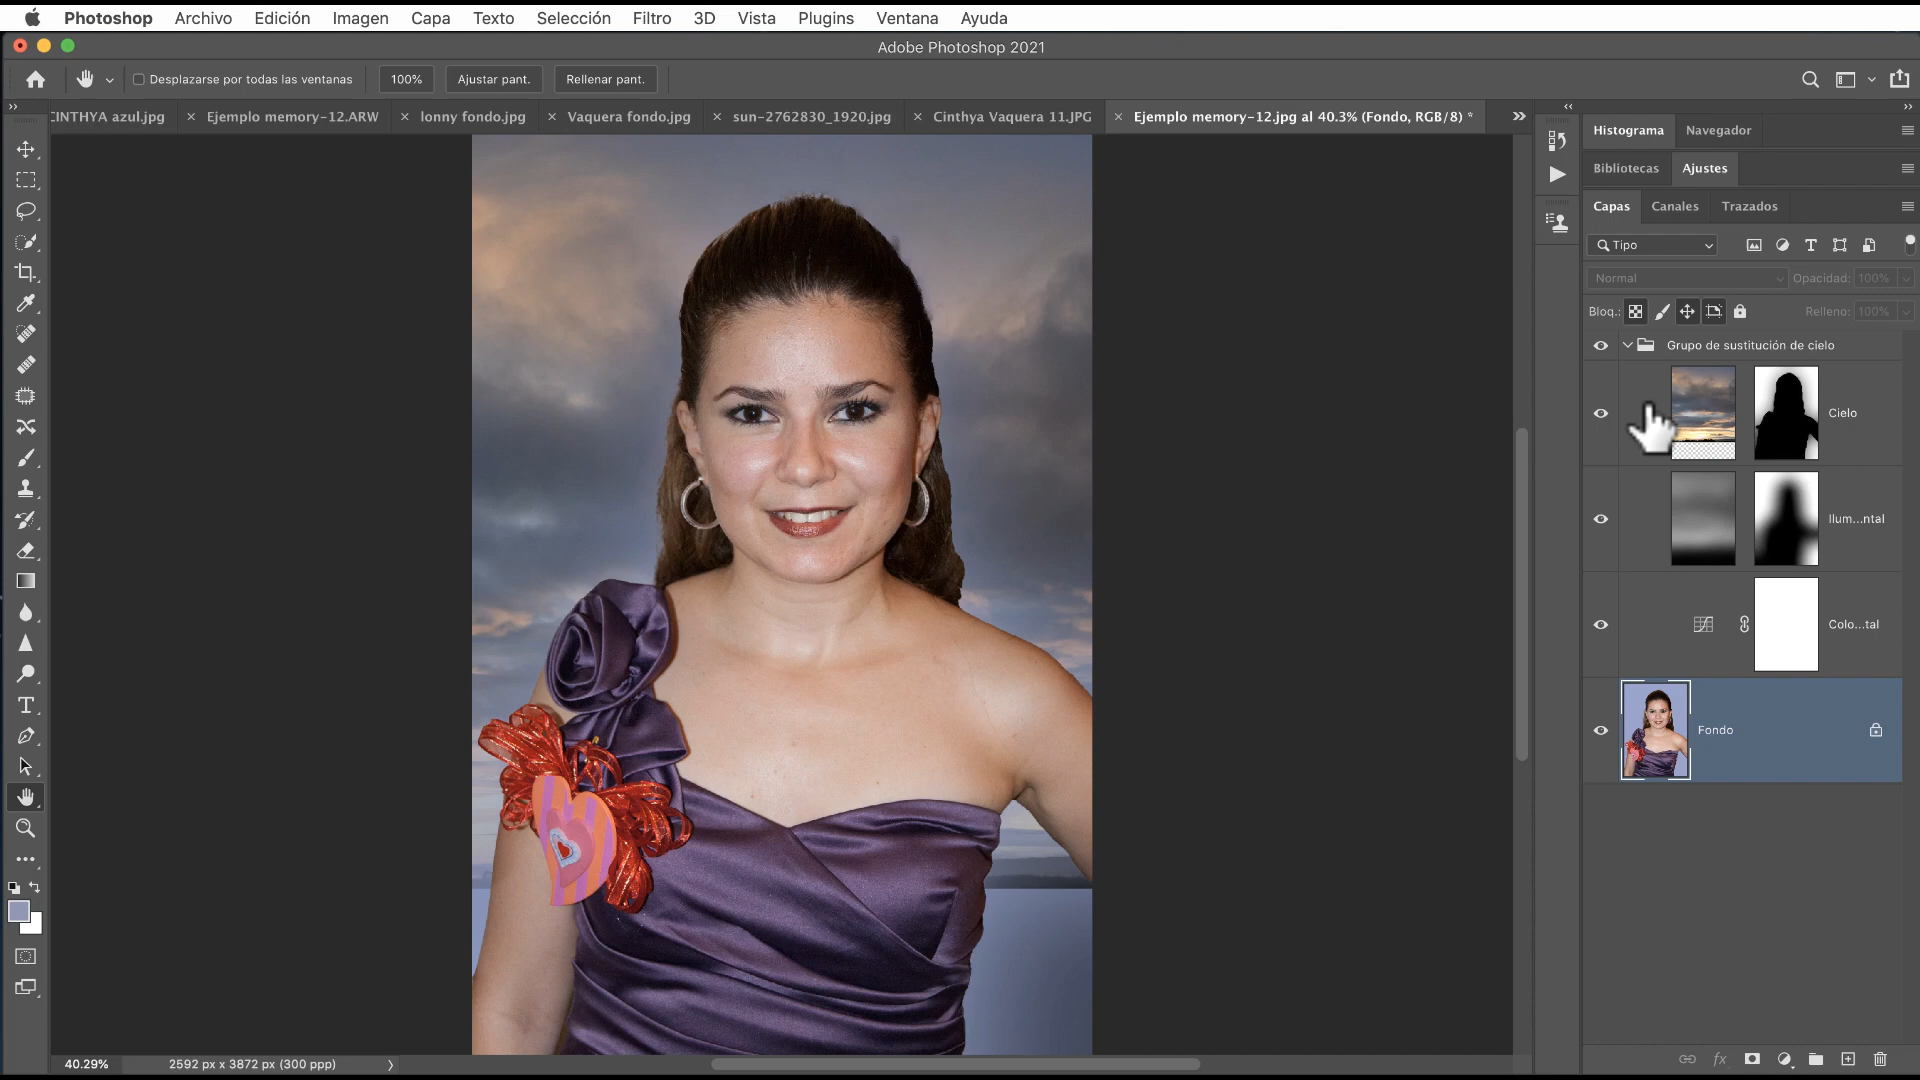 Photoshop Archivo Edición Imagen Capa Texto Selección Filtro 3D Vista Plugins Ventana Ayuda
Adobe Photoshop 2021
Desplazarse por todas las ventanas 100% Ajustar pant. Rellenar pant.
CINTHYA azul.jpg × Ejemplo memory-12.ARW × lonny fondo.jpg × Vaquera fondo.jpg × sun-2762830_1920.jpg × Cinthya Vaquera 11.JPG × Ejemplo memory-12.jpg al 40.3% (Fondo, RGB/8) *
Histograma Navegador
Bibliotecas Ajustes
Capas Canales Trazados
Tipo
Normal Opacidad: 100%
Bloq.: Relleno: 100%
Grupo de sustitución de cielo
Cielo
Ilum...ntal
Colo...tal
Fondo
40.29% 2592 px x 3872 px (300 ppp)